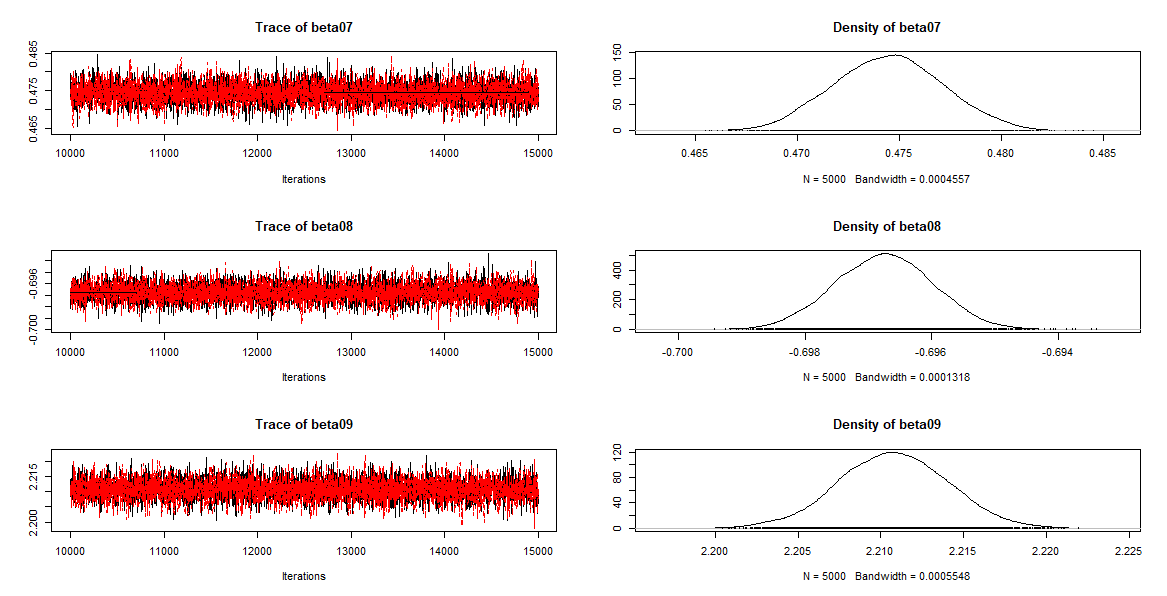 Trace of beta07
0.465 0.475 0.485
10000 11000 12000 13000 14000 15000
Iterations
Density of beta07
0 50 100 150
0.465 0.470 0.475 0.480 0.485
N = 5000 Bandwidth = 0.0004557
Trace of beta08
-0.700 -0.696
10000 11000 12000 13000 14000 15000
Iterations
Density of beta08
0 200 400
-0.700 -0.698 -0.696 -0.694
N = 5000 Bandwidth = 0.0001318
Trace of beta09
2.200 2.215
10000 11000 12000 13000 14000 15000
Iterations
Density of beta09
0 40 80 120
2.200 2.205 2.210 2.215 2.220 2.225
N = 5000 Bandwidth = 0.0005548